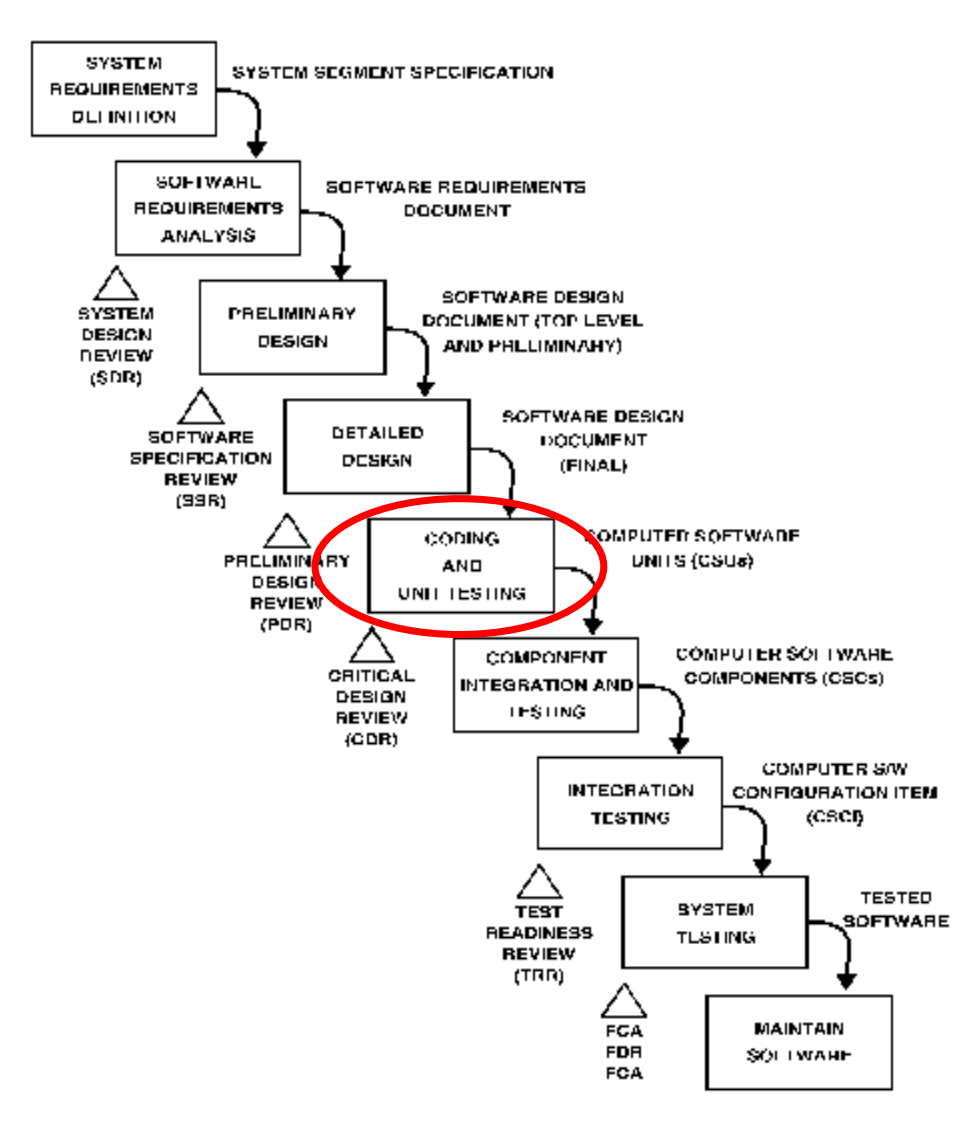 SYSTEM
REQUIREMENTS
DEFINITION
SYSTEM SEGMENT SPECIFICATION
SOFTWARE
REQUIREMENTS
ANALYSIS
SOFTWARE REQUIREMENTS
DOCUMENT
SYSTEM
DESIGN
REVIEW
(SDR)
PRELIMINARY
DESIGN
SOFTWARE DESIGN
DOCUMENT (TOP LEVEL
AND PRELIMINARY)
SOFTWARE
SPECIFICATION
REVIEW
(SSR)
DETAILED
DESIGN
SOFTWARE DESIGN
DOCUMENT
(FINAL)
PRELIMINARY
DESIGN
REVIEW
(PDR)
CODING
AND
UNIT TESTING
COMPUTER SOFTWARE
UNITS (CSUs)
CRITICAL
DESIGN
REVIEW
(CDR)
COMPONENT
INTEGRATION AND
TESTING
COMPUTER SOFTWARE
COMPONENTS (CSCs)
INTEGRATION
TESTING
COMPUTER S/W
CONFIGURATION ITEM
(CSCI)
TEST
READINESS
REVIEW
(TRR)
SYSTEM
TESTING
TESTED
SOFTWARE
FCA
FDR
FCA
MAINTAIN
SOFTWARE